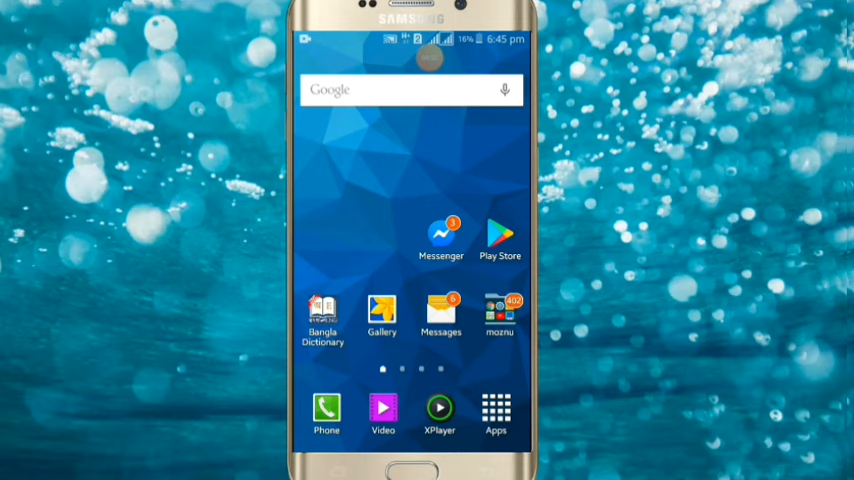 SAMSUNG
2 16% 6:45 pm
Google
3
Messenger
Play Store
6
402
Bangla Dictionary
Gallery
Messages
moznu
Phone
Video
XPlayer
Apps